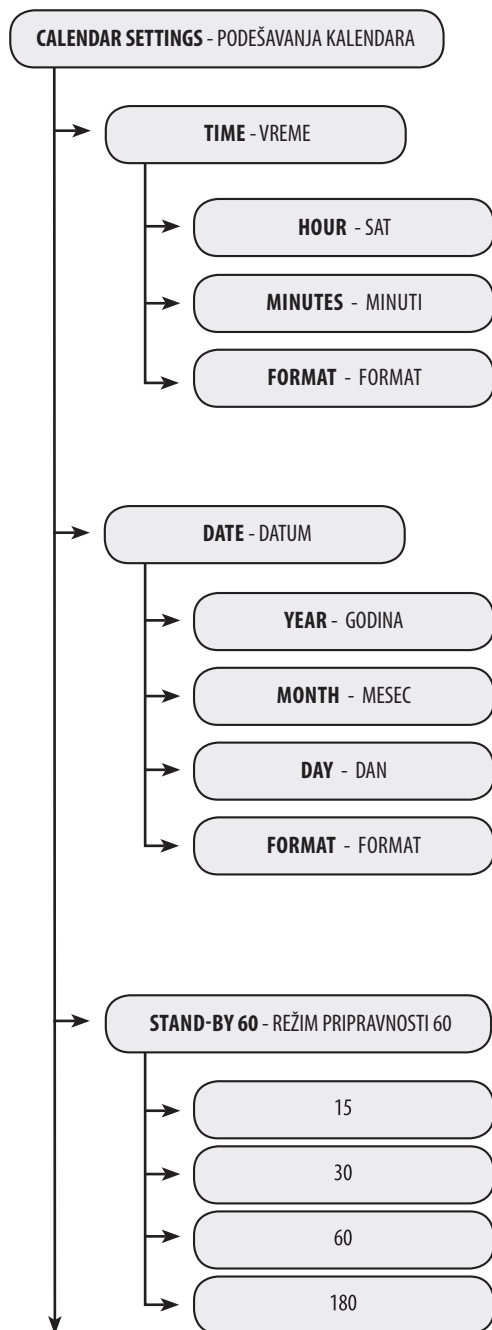 CALENDAR SETTINGS - PODEŠAVANJA KALENDARA
TIME - VREME
HOUR - SAT
MINUTES - MINUTI
FORMAT - FORMAT
DATE - DATUM
YEAR - GODINA
MONTH - MESEC
DAY - DAN
FORMAT - FORMAT
STAND-BY 60 - REŽIM PRIPRAVNOSTI 60
15
30
60
180